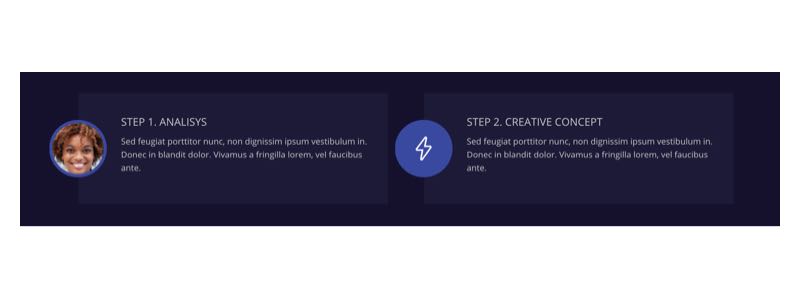 STEP 1. ANALISYS
Sed feugiat porttitor nunc, non dignissim ipsum vestibulum in.
Donec in blandit dolor. Vivamus a fringilla lorem, vel faucibus
ante.
STEP 2. CREATIVE CONCEPT
Sed feugiat porttitor nunc, non dignissim ipsum vestibulum in.
Donec in blandit dolor. Vivamus a fringilla lorem, vel faucibus
ante.